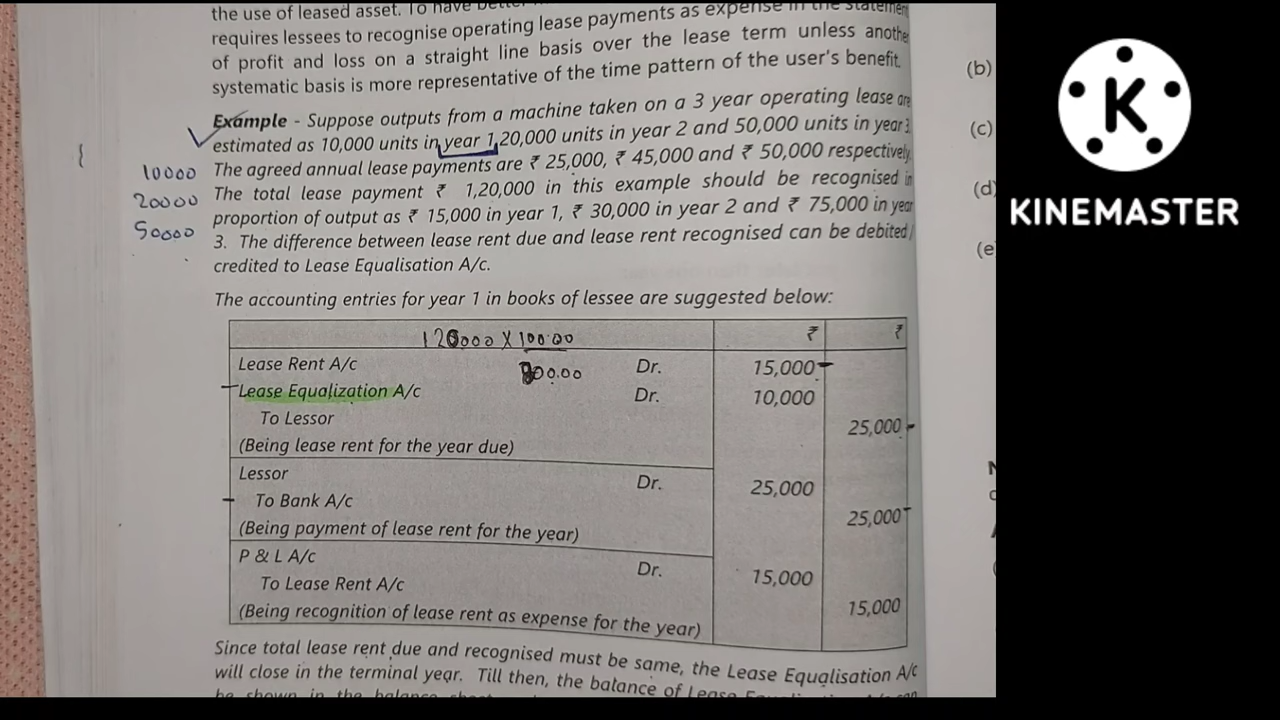 the use of leased asset. To have
requires lessees to recognise operating lease payments as expense in the statemen
of profit and loss on a straight line basis over the lease term unless anothe
systematic basis is more representative of the time pattern of the user's benefit.
Example - Suppose outputs from a machine taken on a 3 year operating lease are
estimated as 10,000 units in year 1, 20,000 units in year 2 and 50,000 units in year 3.
The agreed annual lease payments are ₹ 25,000, ₹ 45,000 and ₹ 50,000 respectively.
The total lease payment ₹ 1,20,000 in this example should be recognised in
proportion of output as ₹ 15,000 in year 1, ₹ 30,000 in year 2 and ₹ 75,000 in year
3. The difference between lease rent due and lease rent recognised can be debited/
credited to Lease Equalisation A/c.
10000
20000
50000
The accounting entries for year 1 in books of lessee are suggested below:
120000 X 10000 ₹ ₹
Lease Rent A/c Dr. 15,000
Lease Equalization A/c Dr. 10,000
To Lessor 25,000
(Being lease rent for the year due)
Lessor Dr. 25,000
To Bank A/c 25,000
(Being payment of lease rent for the year)
P & L A/c Dr. 15,000
To Lease Rent A/c 15,000
(Being recognition of lease rent as expense for the year)
Since total lease rent due and recognised must be same, the Lease Equalisation A/c
will close in the terminal year. Till then, the balance of Lease
be shown in the balance
(b)
(c)
(d)
(e
K
KINEMASTER